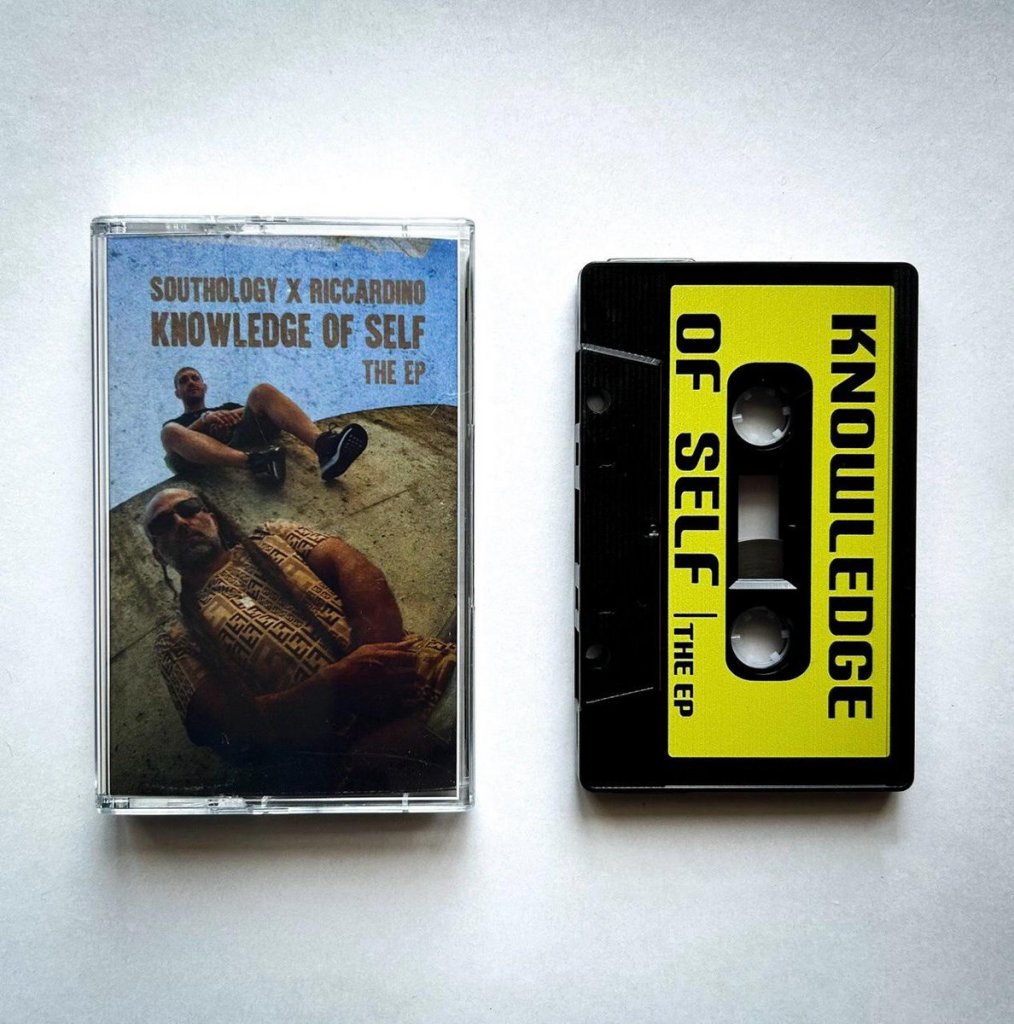 SOUTHOLOGY X RICCARDINO
KNOWLEDGE OF SELF
THE EP
KNOWLEDGE
OF SELF | THE EP